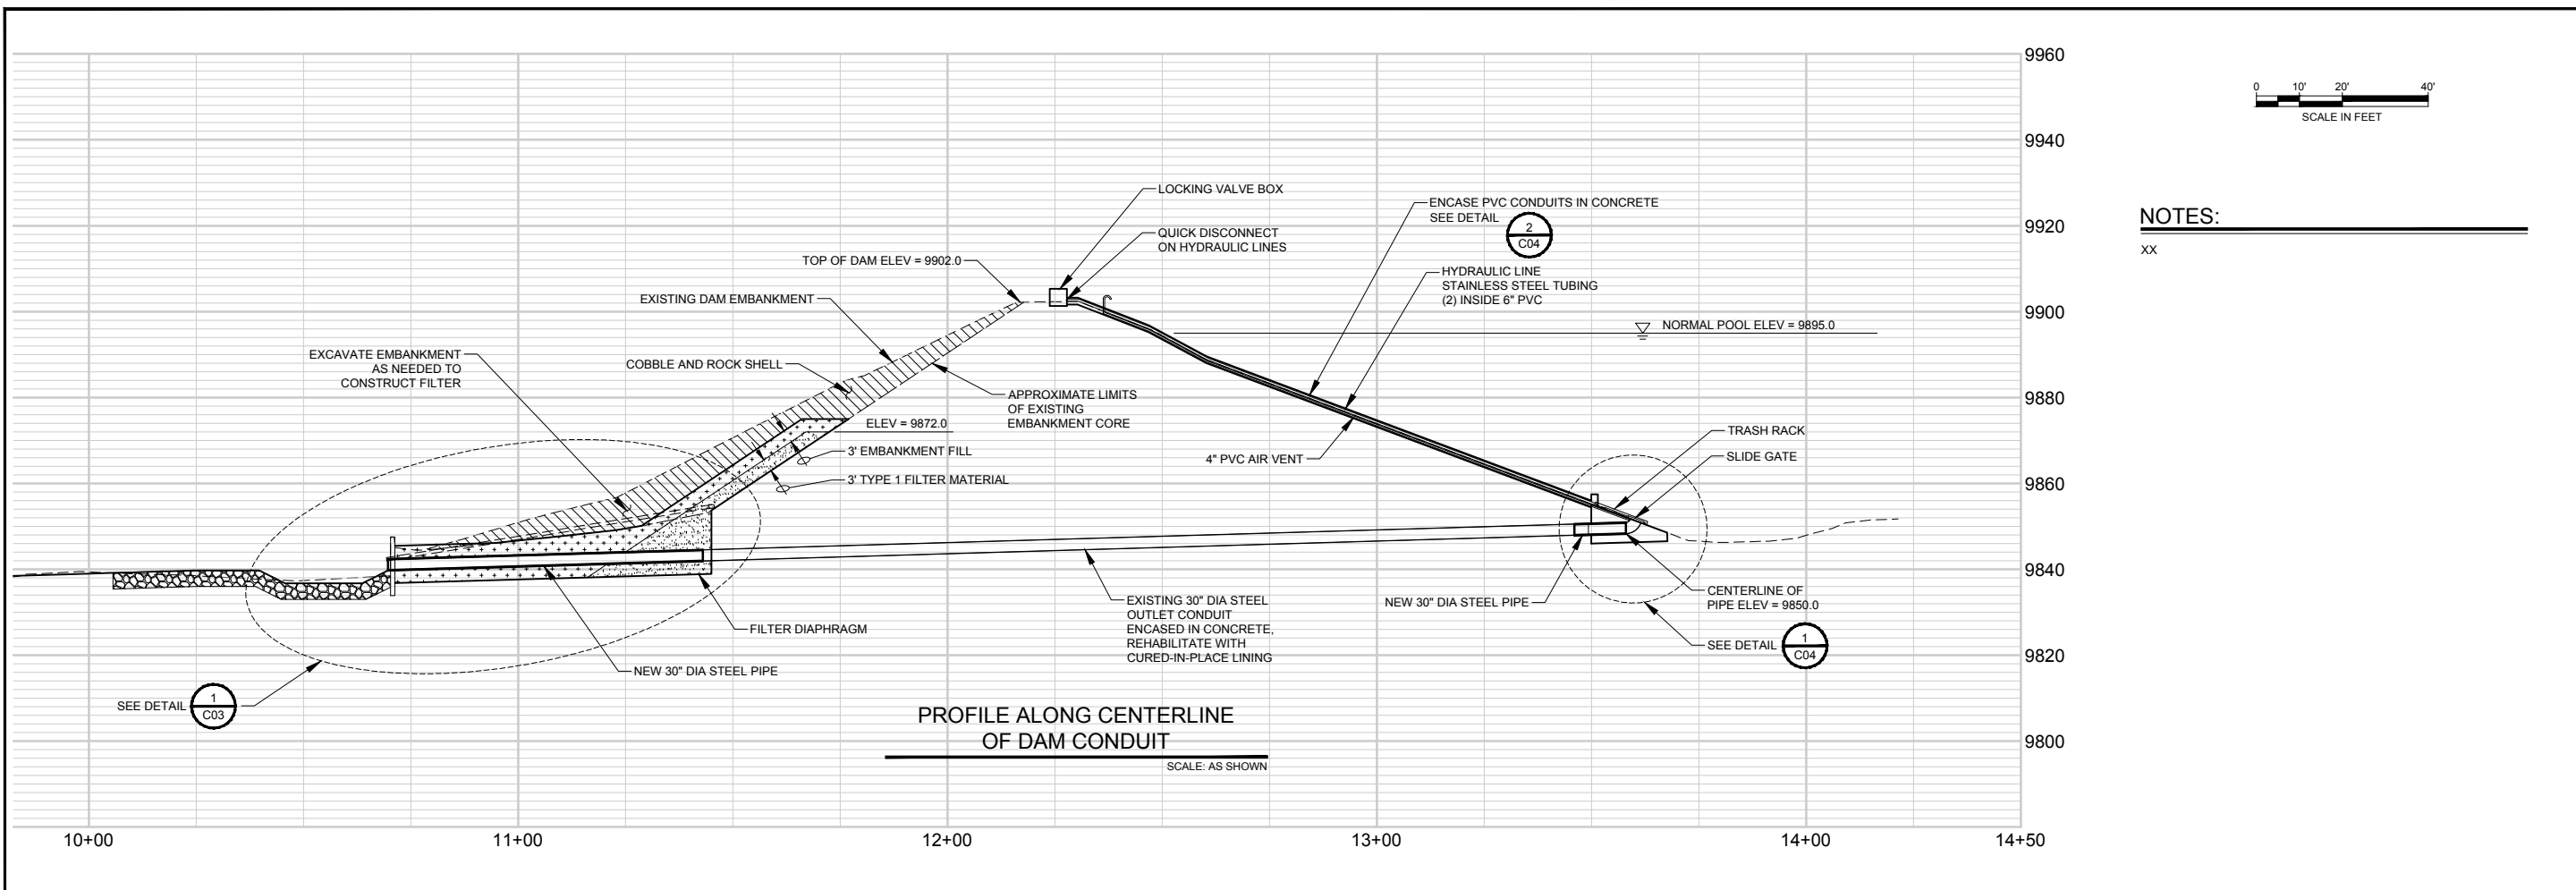 9960
9940
9920
9900
9880
9860
9840
9820
9800
0 10' 20' 40'
SCALE IN FEET
NOTES:
XX
LOCKING VALVE BOX
QUICK DISCONNECT
ON HYDRAULIC LINES
TOP OF DAM ELEV = 9902.0
EXISTING DAM EMBANKMENT
COBBLE AND ROCK SHELL
EXCAVATE EMBANKMENT
AS NEEDED TO
CONSTRUCT FILTER
APPROXIMATE LIMITS
OF EXISTING
EMBANKMENT CORE
ELEV = 9872.0
3' EMBANKMENT FILL
3' TYPE 1 FILTER MATERIAL
ENCASE PVC CONDUITS IN CONCRETE
SEE DETAIL
2
C04
HYDRAULIC LINE
STAINLESS STEEL TUBING
(2) INSIDE 6" PVC
NORMAL POOL ELEV = 9895.0
4" PVC AIR VENT
TRASH RACK
SLIDE GATE
NEW 30" DIA STEEL PIPE
CENTERLINE OF
PIPE ELEV = 9850.0
SEE DETAIL
1
C04
EXISTING 30" DIA STEEL
OUTLET CONDUIT
ENCASED IN CONCRETE,
REHABILITATE WITH
CURED-IN-PLACE LINING
FILTER DIAPHRAGM
NEW 30" DIA STEEL PIPE
SEE DETAIL
1
C03
PROFILE ALONG CENTERLINE
OF DAM CONDUIT
SCALE: AS SHOWN
10+00 11+00 12+00 13+00 14+00 14+50